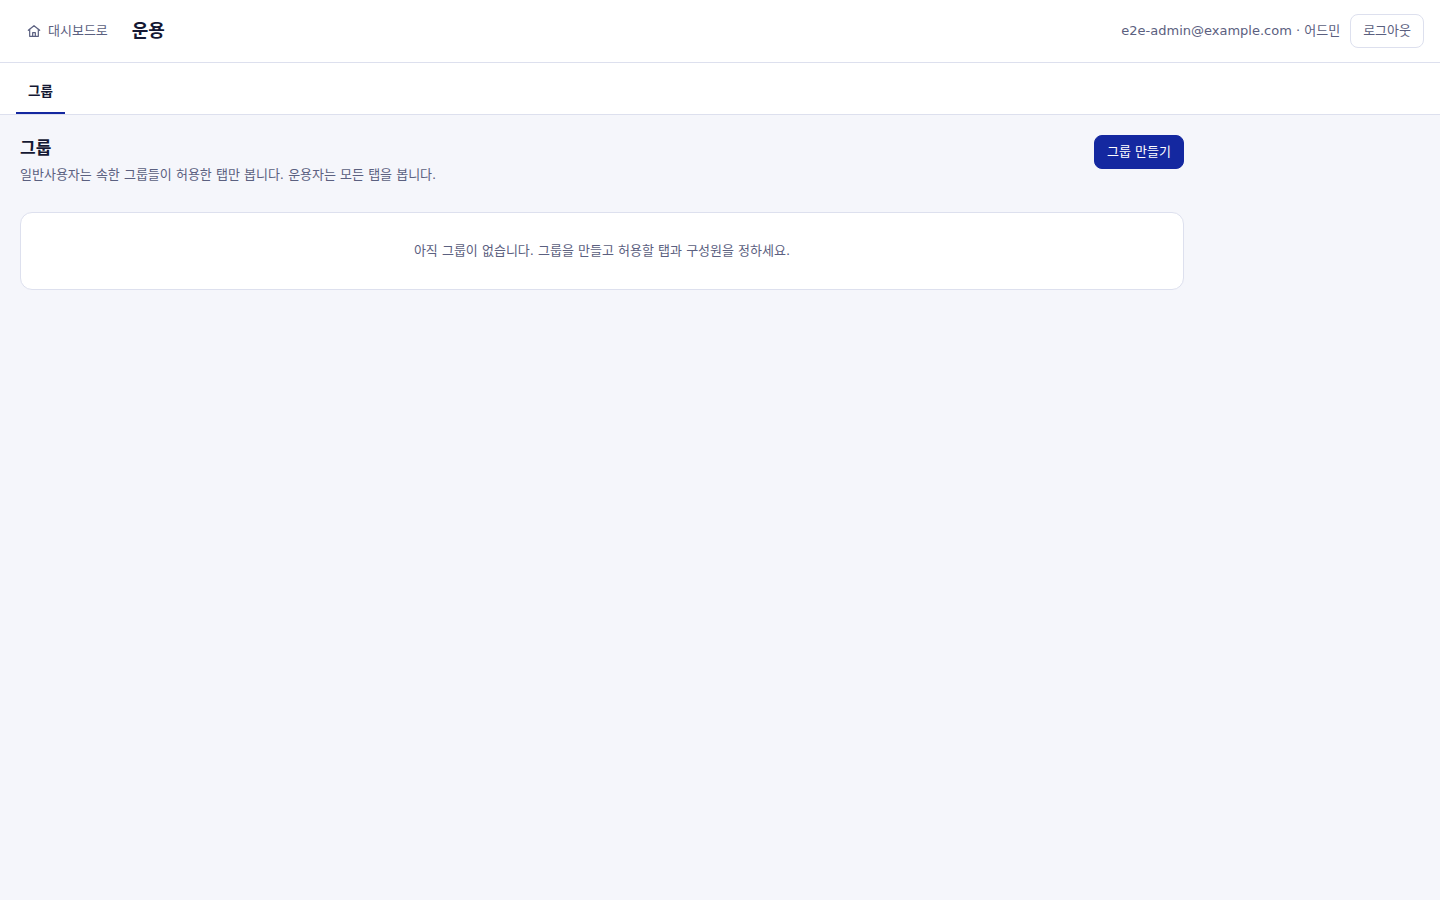 대시보드로
운용
e2e-admin@example.com · 어드민
로그아웃
그룹
그룹
그룹 만들기
일반사용자는 속한 그룹들이 허용한 탭만 봅니다. 운용자는 모든 탭을 봅니다.
아직 그룹이 없습니다. 그룹을 만들고 허용할 탭과 구성원을 정하세요.